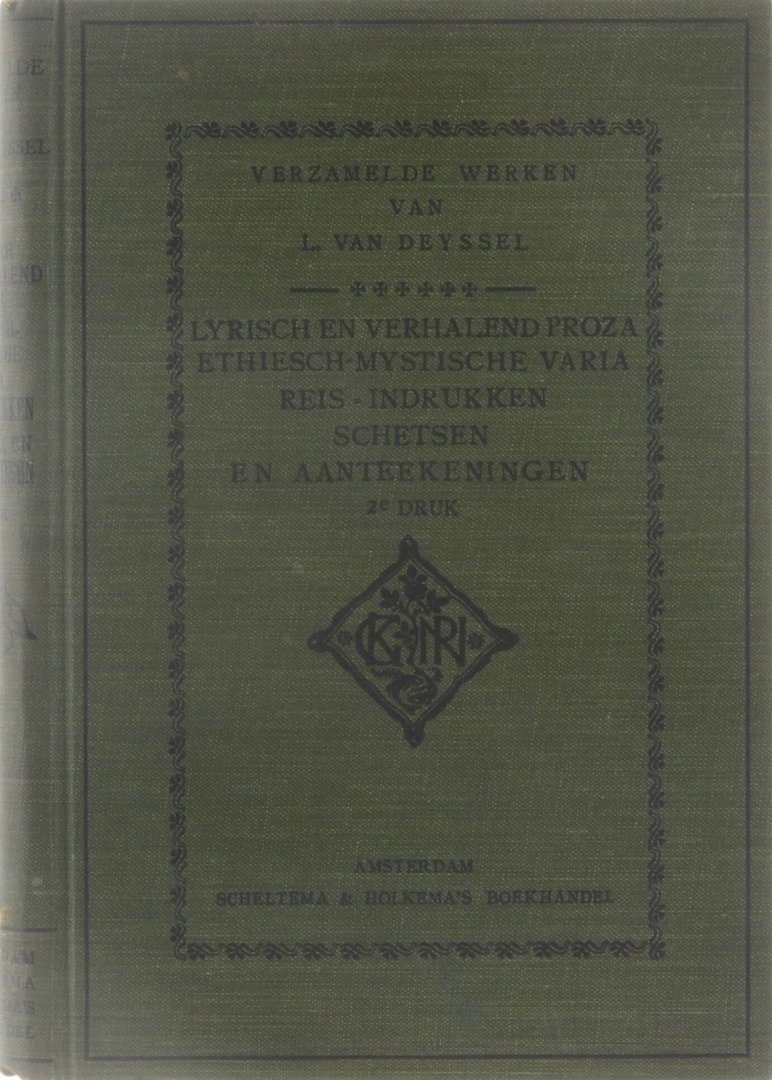 VERZAMELDE WERKEN
VAN
L. VAN DEYSSEL
LYRISCH EN VERHALEND PROZA
ETHIESCH-MYSTISCHE VARIA
REIS-INDRUKKEN
SCHETSEN
EN AANTEEKENINGEN
2e DRUK
AMSTERDAM
SCHELTEMA & HOLKEMA'S BOEKHANDEL